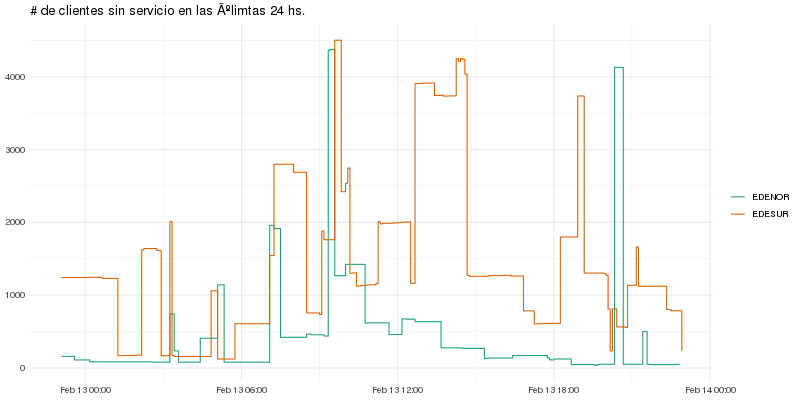 # de clientes sin servicio en las Ãºlimtas 24 hs.
4000
3000
2000
1000
0
Feb 13 00:00
Feb 13 06:00
Feb 13 12:00
Feb 13 18:00
Feb 14 00:00
EDENOR
EDESUR